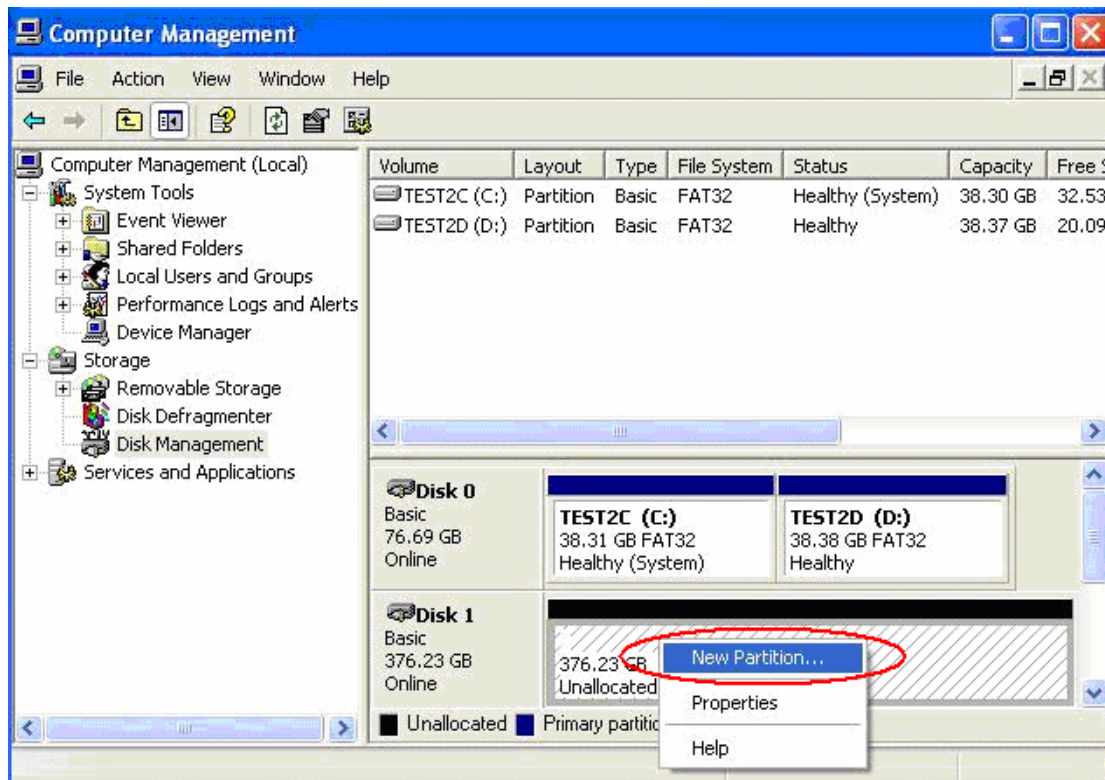 Computer Management
File Action View Window Help
Computer Management (Local)
System Tools
Event Viewer
Shared Folders
Local Users and Groups
Performance Logs and Alerts
Device Manager
Storage
Removable Storage
Disk Defragmenter
Disk Management
Services and Applications
Volume Layout Type File System Status Capacity Free
TEST2C (C:) Partition Basic FAT32 Healthy (System) 38.30 GB 32.53
TEST2D (D:) Partition Basic FAT32 Healthy 38.37 GB 20.09
Disk 0
Basic
76.69 GB
Online
TEST2C (C:)
38.31 GB FAT32
Healthy (System)
TEST2D (D:)
38.38 GB FAT32
Healthy
Disk 1
Basic
376.23 GB
Online
376.23 GB
Unallocated
New Partition...
Properties
Help
Unallocated Primary partitio